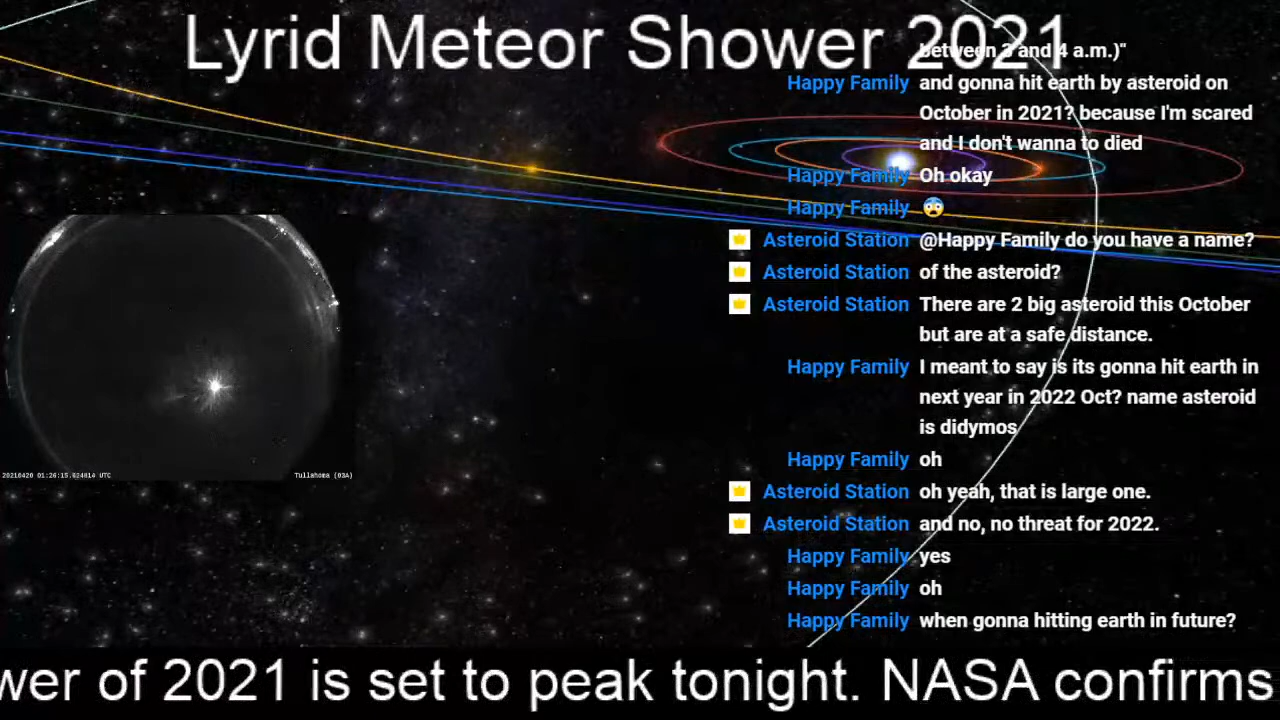 Lyrid Meteor Shower 2021
between 3 and 4 a.m.)"
Happy Family and gonna hit earth by asteroid on
October in 2021? because I'm scared
and I don't wanna to died
Happy Family Oh okay
Happy Family 😨
Asteroid Station @Happy Family do you have a name?
Asteroid Station of the asteroid?
Asteroid Station There are 2 big asteroid this October
but are at a safe distance.
Happy Family I meant to say is its gonna hit earth in
next year in 2022 Oct? name asteroid
is didymos
Happy Family oh
Asteroid Station oh yeah, that is large one.
Asteroid Station and no, no threat for 2022.
Happy Family yes
Happy Family oh
Happy Family when gonna hitting earth in future?
Tullahoma (03A)
wer of 2021 is set to peak tonight. NASA confirms